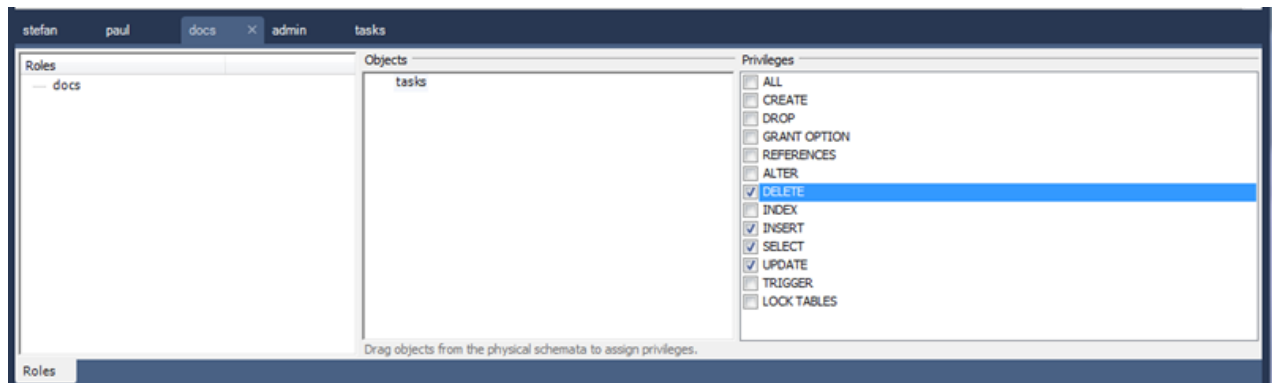 stefan paul docs × admin tasks
Roles
docs
Objects
tasks
Drag objects from the physical schemata to assign privileges.
Privileges
ALL
CREATE
DROP
GRANT OPTION
REFERENCES
ALTER
DELETE
INDEX
INSERT
SELECT
UPDATE
TRIGGER
LOCK TABLES
Roles